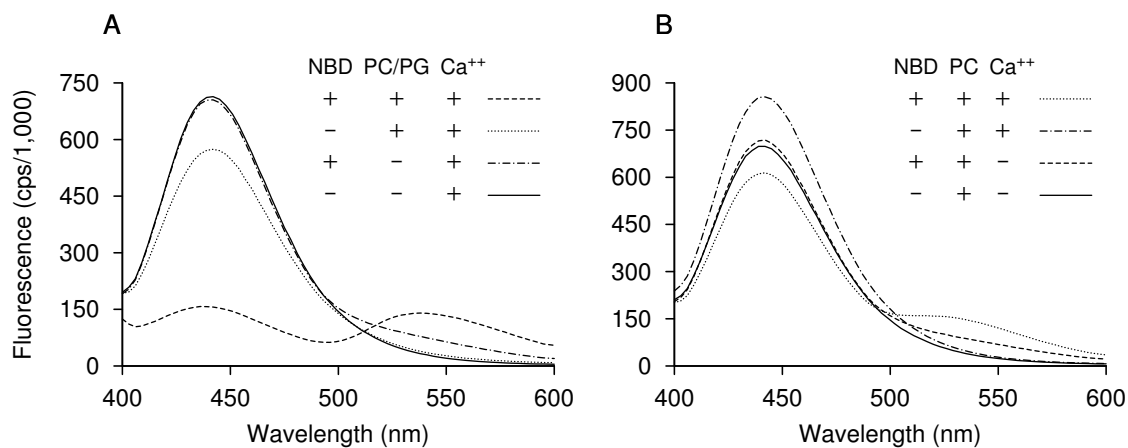 A
NBD PC/PG Ca++
+ + +
− + +
+ − +
− − +
750
600
450
300
150
0
Fluorescence (cps/1,000)
400 450 500 550 600
Wavelength (nm)
B
NBD PC Ca++
+ + +
− + +
+ + −
− + −
900
750
600
450
300
150
0
400 450 500 550 600
Wavelength (nm)